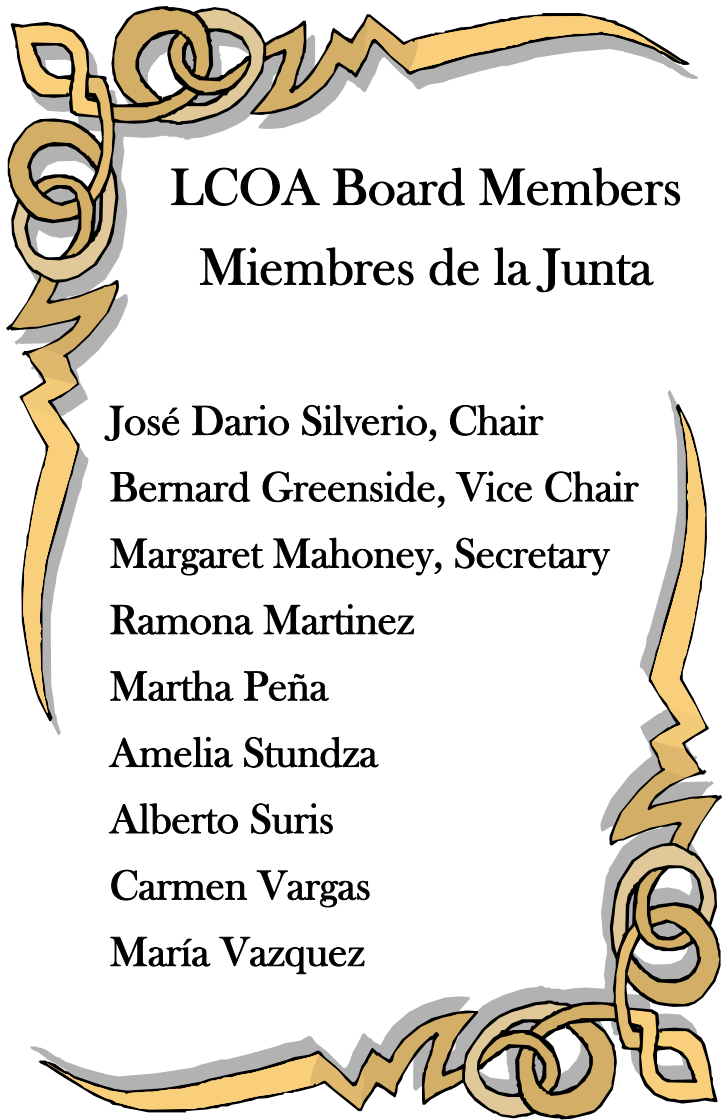 LCOA Board Members
Miembres de la Junta
José Dario Silverio, Chair
Bernard Greenside, Vice Chair
Margaret Mahoney, Secretary
Ramona Martinez
Martha Peña
Amelia Stundza
Alberto Suris
Carmen Vargas
María Vazquez